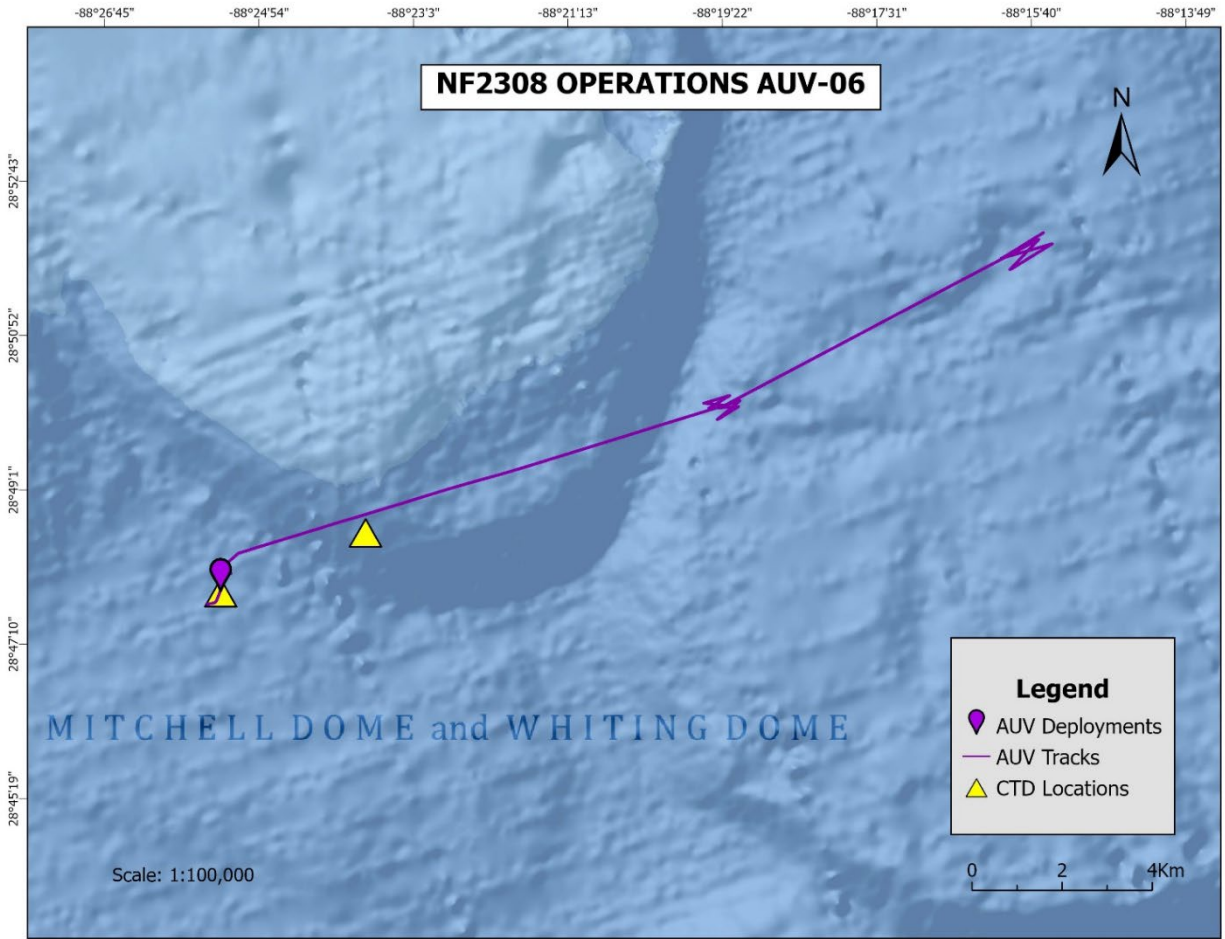 -88°26'45" -88°24'54" -88°23'3" -88°21'13" -88°19'22" -88°17'31" -88°15'40" -88°13'49"
NF2308 OPERATIONS AUV-06
N
28°52'43"
28°50'52"
28°49'1"
28°47'10"
28°45'19"
MITCHELL DOME and WHITING DOME
Legend
AUV Deployments
AUV Tracks
CTD Locations
Scale: 1:100,000
0 2 4Km